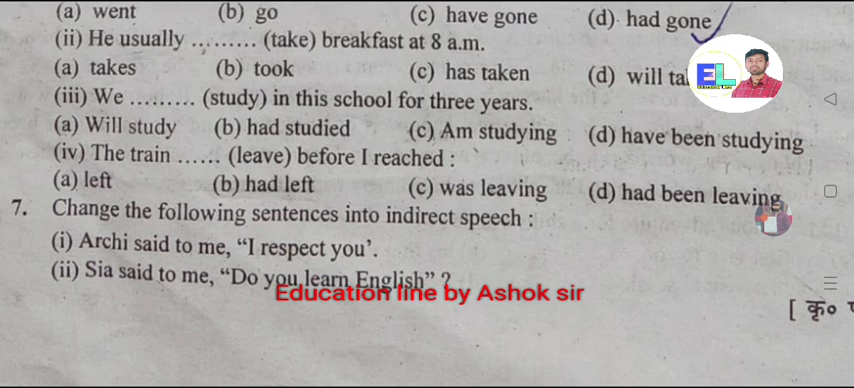 (a) went (b) go (c) have gone (d) had gone
(ii) He usually ......... (take) breakfast at 8 a.m.
(a) takes (b) took (c) has taken (d) will
EL
(iii) We ......... (study) in this school for three years.
(a) Will study (b) had studied (c) Am studying (d) have been studying
(iv) The train ...... (leave) before I reached :
(a) left (b) had left (c) was leaving (d) had been leaving
7. Change the following sentences into indirect speech :
(i) Archi said to me, “I respect you’.
(ii) Sia said to me, “Do you learn English” ?
Education line by Ashok sir
[ कृ०